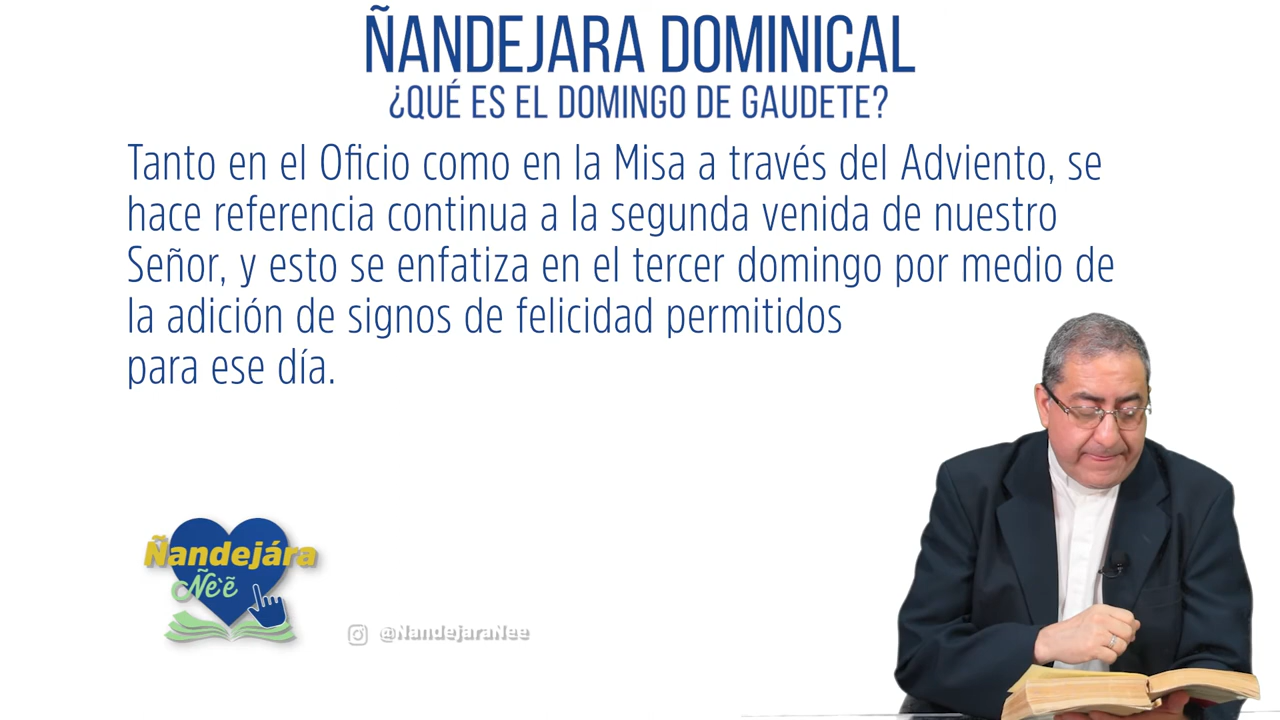 ÑANDEJARA DOMINICAL
¿QUÉ ES EL DOMINGO DE GAUDETE?
Tanto en el Oficio como en la Misa a través del Adviento, se
hace referencia continua a la segunda venida de nuestro
Señor, y esto se enfatiza en el tercer domingo por medio de
la adición de signos de felicidad permitidos
para ese día.
Ñandejára
Ñe'ẽ
@NandejaraNee